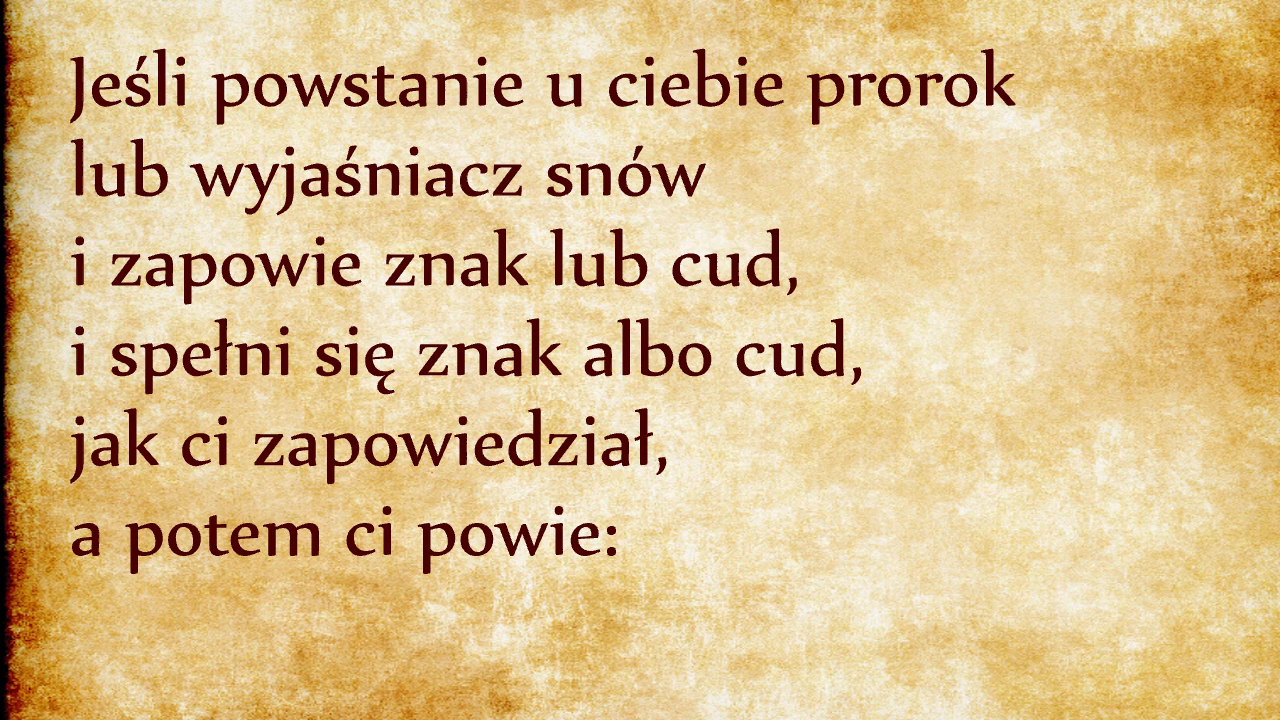 Jeśli powstanie u ciebie prorok
lub wyjaśniacz snów
i zapowie znak lub cud,
i spełni się znak albo cud,
jak ci zapowiedział,
a potem ci powie: